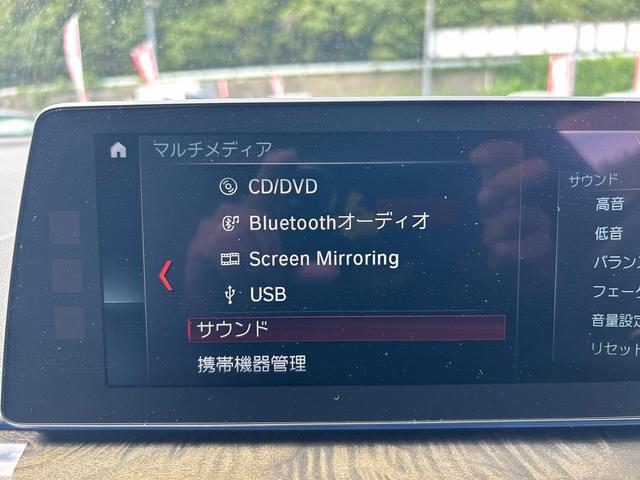 マルチメディア
CD/DVD
Bluetoothオーディオ
Screen Mirroring
USB
サウンド
携帯機器管理
サウンド
高音
低音
バラン
フェー
音量設
リセット